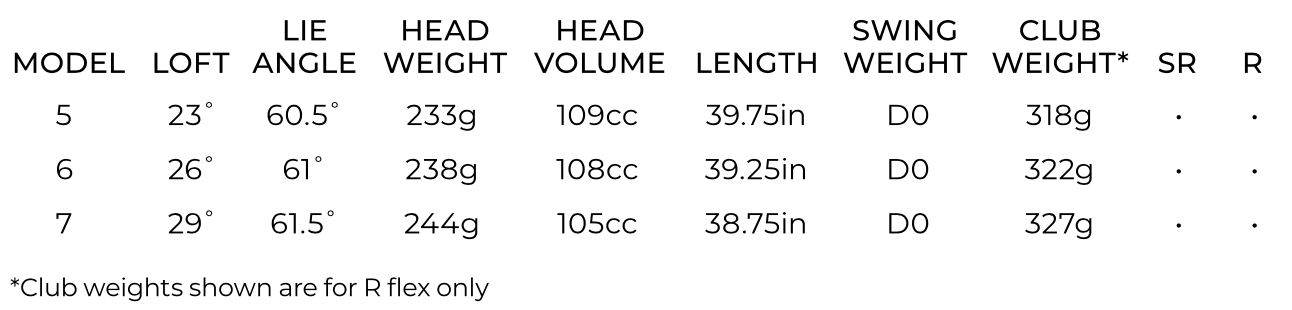 MODEL LOFT LIE ANGLE HEAD WEIGHT HEAD VOLUME LENGTH SWING WEIGHT CLUB WEIGHT* SR R
5 23° 60.5° 233g 109cc 39.75in D0 318g • •
6 26° 61° 238g 108cc 39.25in D0 322g • •
7 29° 61.5° 244g 105cc 38.75in D0 327g • •
*Club weights shown are for R flex only